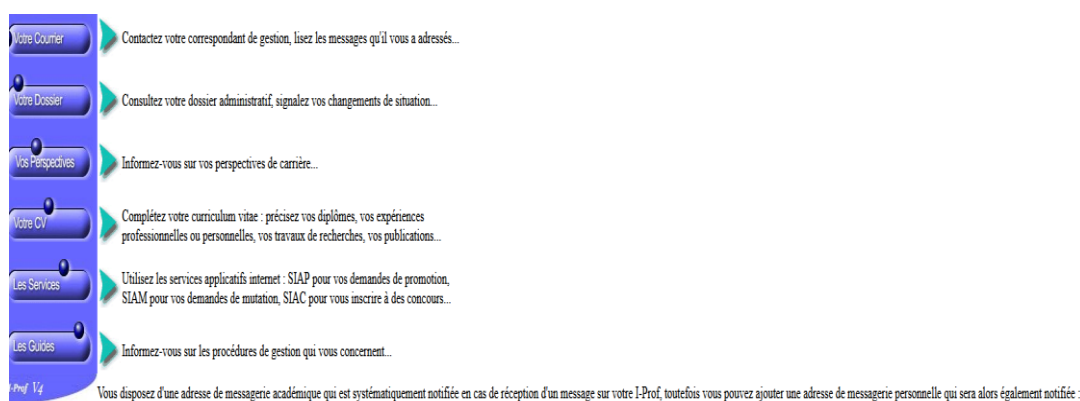 Votre Courrier
Contactez votre correspondant de gestion, lisez les messages qu'il vous a adressés...
Votre Dossier
Consultez votre dossier administratif, signalez vos changements de situation...
Vos Perspectives
Informez-vous sur vos perspectives de carrière...
Votre CV
Complétez votre curriculum vitae : précisez vos diplômes, vos expériences
professionnelles ou personnelles, vos travaux de recherches, vos publications...
Les Services
Utilisez les services applicatifs internet : SIAP pour vos demandes de promotion,
SIAM pour vos demandes de mutation, SIAC pour vous inscrire à des concours...
Les Guides
Informez-vous sur les procédures de gestion qui vous concernent...
I-Prof V4
Vous disposez d'une adresse de messagerie académique qui est systématiquement notifiée en cas de réception d'un message sur votre I-Prof, toutefois vous pouvez ajouter une adresse de messagerie personnelle qui sera alors également notifiée :